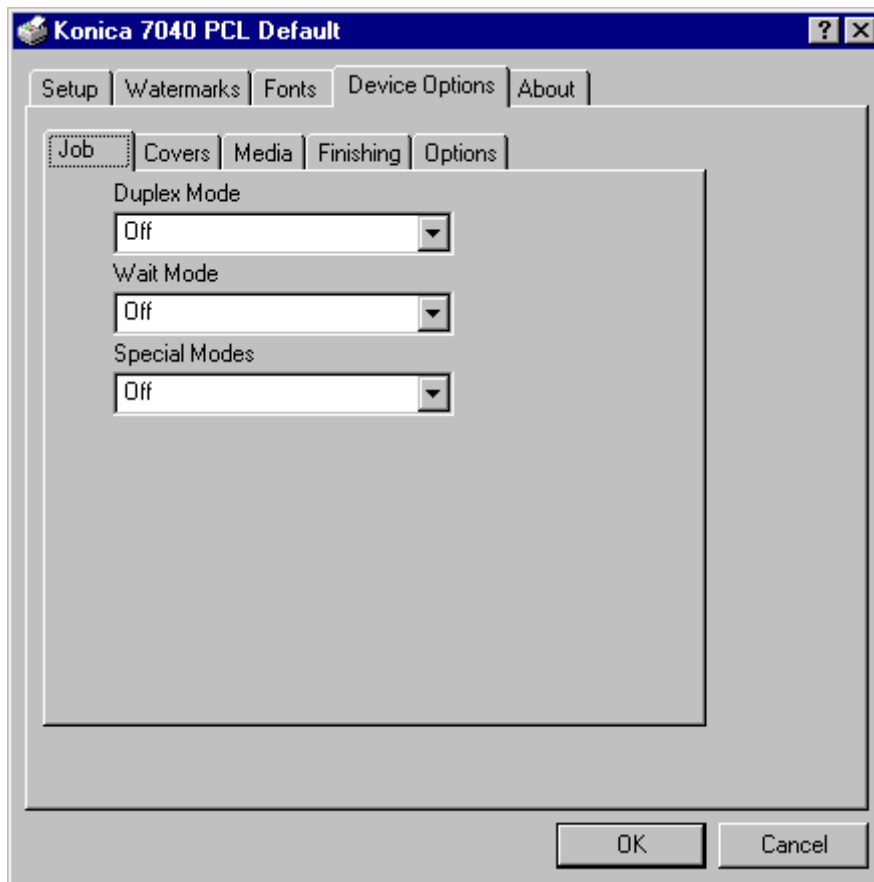 Konica 7040 PCL Default
Setup Watermarks Fonts Device Options About
Job Covers Media Finishing Options
Duplex Mode
Off
Wait Mode
Off
Special Modes
Off
OK Cancel